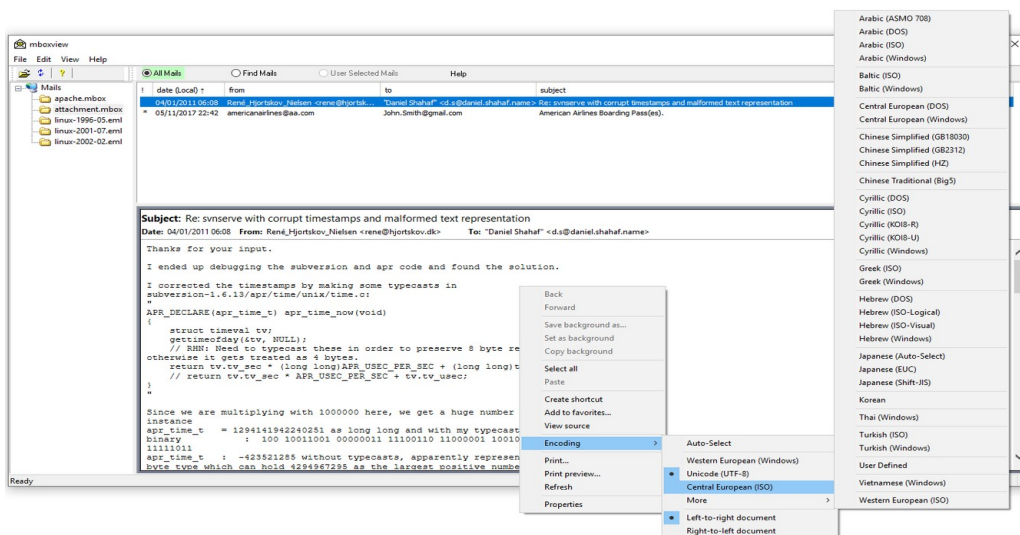 mboxview
File Edit View Help
All Mails Find Mails User Selected Mails Help
Mails
apache.mbox
attachment.mbox
linux-1996-05.eml
linux-2001-07.eml
linux-2002-02.eml
! date (Local) ↑ from to subject
04/01/2011 06:08 René_Hjortskov_Nielsen <rene@hjortsk... "Daniel Shahaf" <d.s@daniel.shahaf.name> Re: svnserve with corrupt timestamps and malformed text representation
* 05/11/2017 22:42 americanairlines@aa.com John.Smith@gmail.com American Airlines Boarding Pass(es).
Subject: Re: svnserve with corrupt timestamps and malformed text representation
Date: 04/01/2011 06:08 From: René_Hjortskov_Nielsen <rene@hjortskov.dk> To: "Daniel Shahaf" <d.s@daniel.shahaf.name>
Thanks for your input.
I ended up debugging the subversion and apr code and found the solution.
I corrected the timestamps by making some typecasts in
subversion-1.6.13/apr/time/unix/time.c:
"
APR_DECLARE(apr_time_t) apr_time_now(void)
{
struct timeval tv;
gettimeofday(&tv, NULL);
// RHN: Need to typecast these in order to preserve 8 byte re
otherwise it gets treated as 4 bytes.
return tv.tv_sec * (long long)APR_USEC_PER_SEC + (long long)t
// return tv.tv_sec * APR_USEC_PER_SEC + tv.tv_usec;
}
"
Since we are multiplying with 1000000 here, we get a huge number
instance
apr_time_t = 1294141942240251 as long long and with my typecast
binary : 100 10011001 00000011 11100110 11000001 10010
11111011
apr_time_t : -423521285 without typecasts, apparently represen
byte type which can hold 4294967295 as the largest positive numbe
Ready
Back
Forward
Save background as...
Set as background
Copy background
Select all
Paste
Create shortcut
Add to favorites...
View source
Encoding
Print...
Print preview...
Refresh
Properties
Auto-Select
Western European (Windows)
Unicode (UTF-8)
Central European (ISO)
More
Left-to-right document
Right-to-left document
Arabic (ASMO 708)
Arabic (DOS)
Arabic (ISO)
Arabic (Windows)
Baltic (ISO)
Baltic (Windows)
Central European (DOS)
Central European (Windows)
Chinese Simplified (GB18030)
Chinese Simplified (GB2312)
Chinese Simplified (HZ)
Chinese Traditional (Big5)
Cyrillic (DOS)
Cyrillic (ISO)
Cyrillic (KOI8-R)
Cyrillic (KOI8-U)
Cyrillic (Windows)
Greek (ISO)
Greek (Windows)
Hebrew (DOS)
Hebrew (ISO-Logical)
Hebrew (ISO-Visual)
Hebrew (Windows)
Japanese (Auto-Select)
Japanese (EUC)
Japanese (Shift-JIS)
Korean
Thai (Windows)
Turkish (ISO)
Turkish (Windows)
User Defined
Vietnamese (Windows)
Western European (ISO)